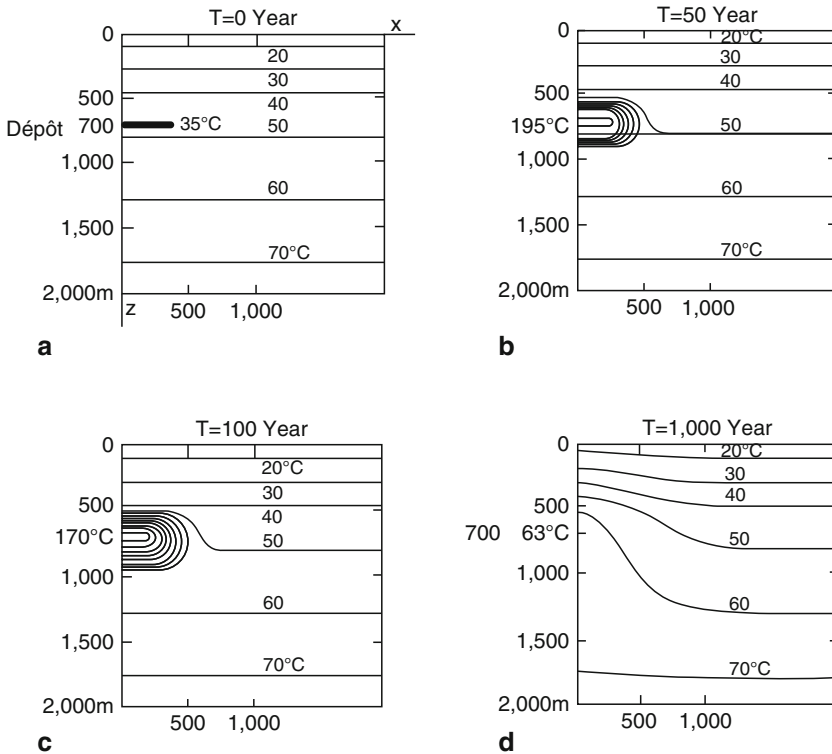 T=0 Year
x
0
20
30
500
40
Dépôt 700 35°C
50
1,000
60
1,500
70°C
2,000m
z 500 1,000
a
T=50 Year
0
20°C
30
40
500
195°C 50
1,000
60
1,500
70°C
2,000m
500 1,000
b
T=100 Year
0
20°C
30
500
40
170°C 50
1,000
60
1,500
70°C
2,000m
500 1,000
c
T=1,000 Year
0
20°C
30
40
500
700 63°C 50
1,000
60
1,500
70°C
2,000m
500 1,000
d